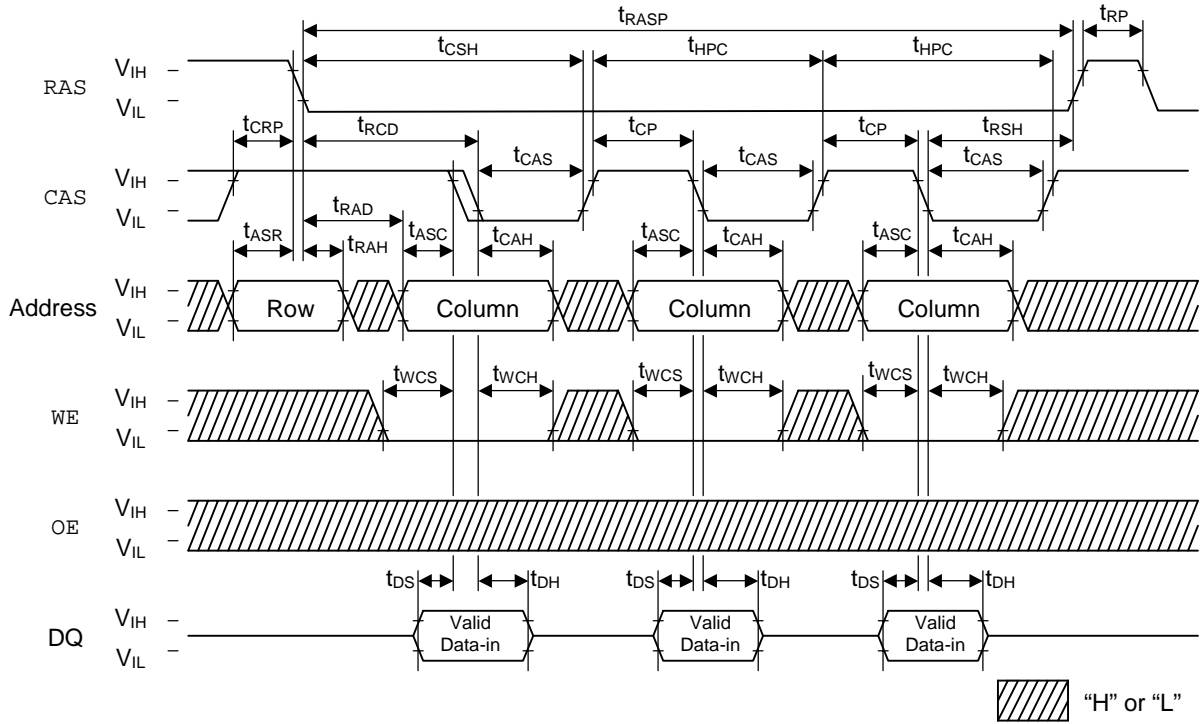 tRASP tRP
tCSH tHPC tHPC
RAS VIH
VIL
tCRP tRCD tCP tCP tRSH
tCAS tCAS tCAS
CAS VIH
VIL
tRAD
tASR tRAH tASC tCAH tASC tCAH tASC tCAH
Address VIH
VIL
Row Column Column Column
tWCS tWCH tWCS tWCH tWCS tWCH
WE VIH
VIL
OE VIH
VIL
tDS tDH tDS tDH tDS tDH
DQ VIH
VIL
Valid Valid Valid
Data-in Data-in Data-in
“H” or “L”